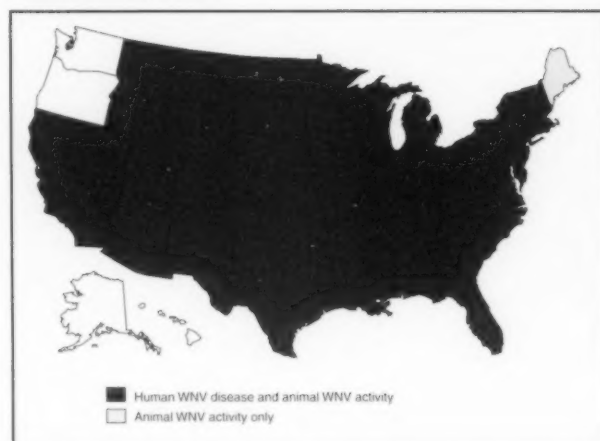 Human WNV disease and animal WNV activity
Animal WNV activity only